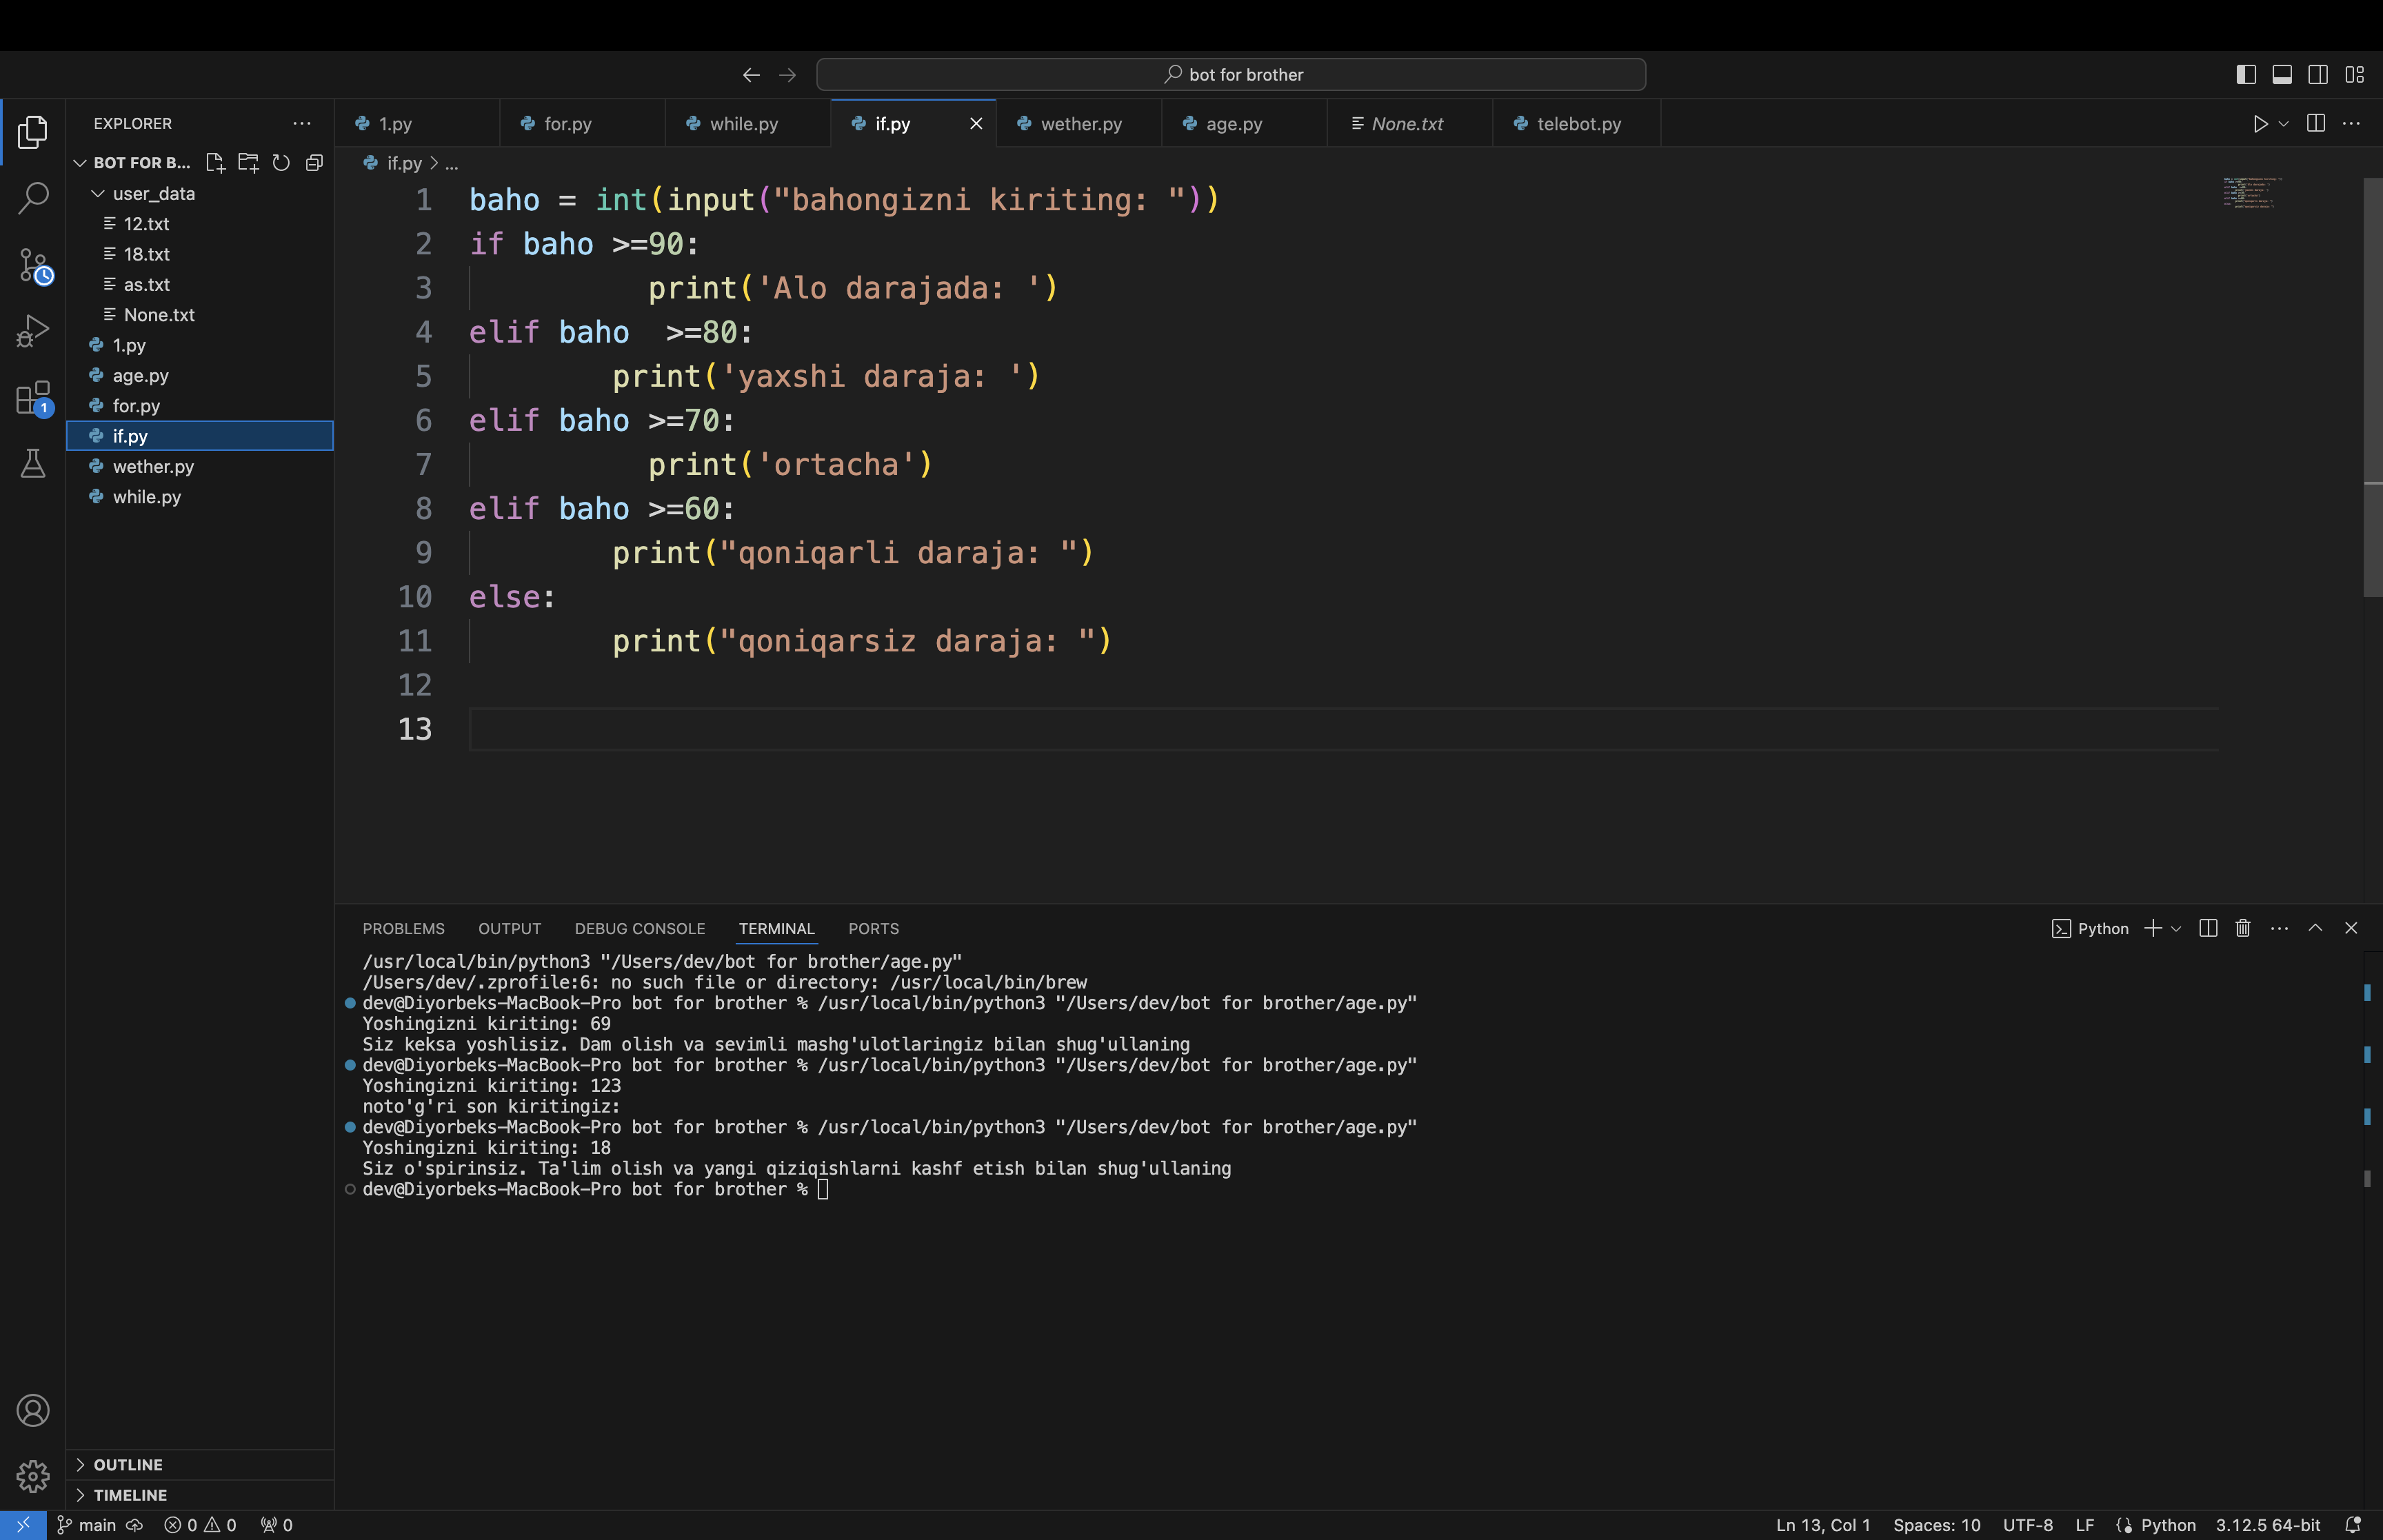 bot for brother
EXPLORER
BOT FOR B...
user_data
12.txt
18.txt
as.txt
None.txt
1.py
age.py
for.py
if.py
wether.py
while.py
OUTLINE
TIMELINE
1.py for.py while.py if.py wether.py age.py None.txt telebot.py
if.py > ...
1 baho = int(input("bahongizni kiriting: "))
2 if baho >=90:
3 print('Alo darajada: ')
4 elif baho  >=80:
5 print('yaxshi daraja: ')
6 elif baho >=70:
7 print('ortacha')
8 elif baho >=60:
9 print("qoniqarli daraja: ")
10 else:
11 print("qoniqarsiz daraja: ")
12
13
PROBLEMS OUTPUT DEBUG CONSOLE TERMINAL PORTS
Python
/usr/local/bin/python3 "/Users/dev/bot for brother/age.py"
/Users/dev/.zprofile:6: no such file or directory: /usr/local/bin/brew
dev@Diyorbeks-MacBook-Pro bot for brother % /usr/local/bin/python3 "/Users/dev/bot for brother/age.py"
Yoshingizni kiriting: 69
Siz keksa yoshlisiz. Dam olish va sevimli mashg'ulotlaringiz bilan shug'ullaning
dev@Diyorbeks-MacBook-Pro bot for brother % /usr/local/bin/python3 "/Users/dev/bot for brother/age.py"
Yoshingizni kiriting: 123
noto'g'ri son kiritingiz:
dev@Diyorbeks-MacBook-Pro bot for brother % /usr/local/bin/python3 "/Users/dev/bot for brother/age.py"
Yoshingizni kiriting: 18
Siz o'spirinsiz. Ta'lim olish va yangi qiziqishlarni kashf etish bilan shug'ullaning
dev@Diyorbeks-MacBook-Pro bot for brother %
1
main 0 0 0 Ln 13, Col 1 Spaces: 10 UTF-8 LF Python 3.12.5 64-bit